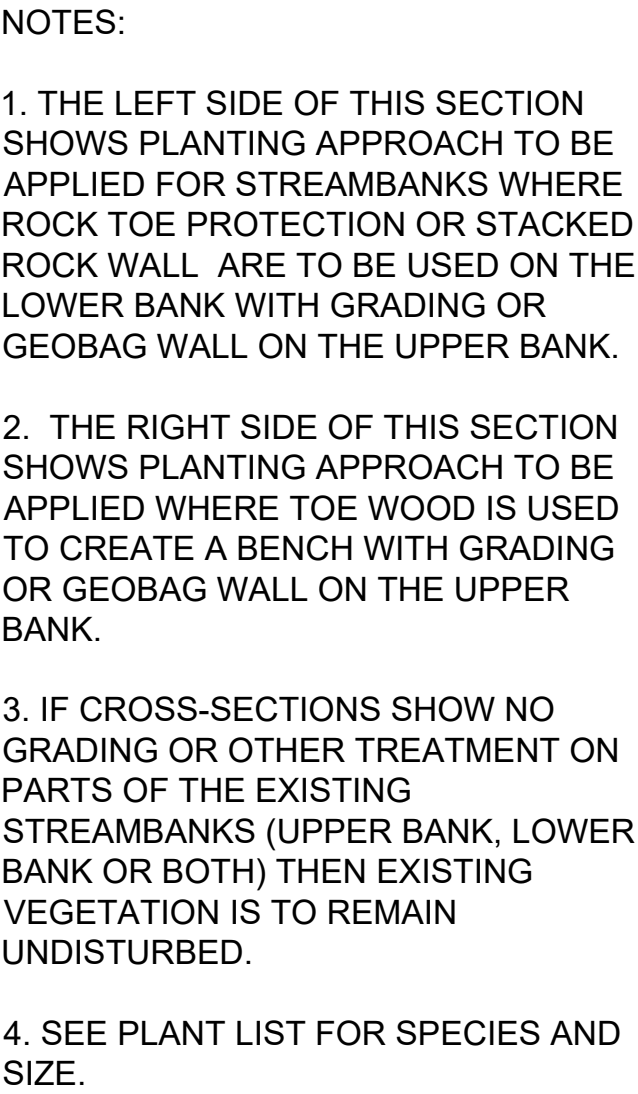 NOTES:
1. THE LEFT SIDE OF THIS SECTION
SHOWS PLANTING APPROACH TO BE
APPLIED FOR STREAMBANKS WHERE
ROCK TOE PROTECTION OR STACKED
ROCK WALL  ARE TO BE USED ON THE
LOWER BANK WITH GRADING OR
GEOBAG WALL ON THE UPPER BANK.
2.  THE RIGHT SIDE OF THIS SECTION
SHOWS PLANTING APPROACH TO BE
APPLIED WHERE TOE WOOD IS USED
TO CREATE A BENCH WITH GRADING
OR GEOBAG WALL ON THE UPPER
BANK.
3. IF CROSS-SECTIONS SHOW NO
GRADING OR OTHER TREATMENT ON
PARTS OF THE EXISTING
STREAMBANKS (UPPER BANK, LOWER
BANK OR BOTH) THEN EXISTING
VEGETATION IS TO REMAIN
UNDISTURBED.
4. SEE PLANT LIST FOR SPECIES AND
SIZE.